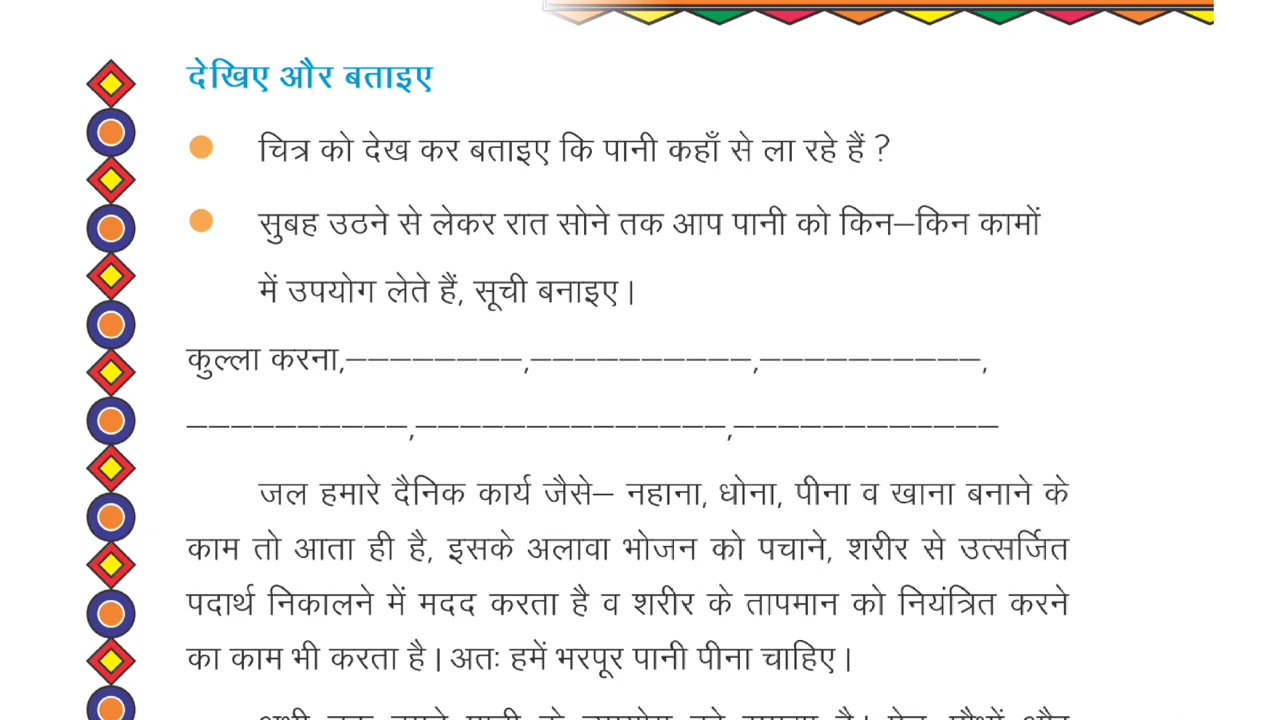 देखिए और बताइए
चित्र को देख कर बताइए कि पानी कहाँ से ला रहे हैं ?
सुबह उठने से लेकर रात सोने तक आप पानी को किन–किन कामों
में उपयोग लेते हैं, सूची बनाइए।
कुल्ला करना,————————,——————————,——————————,
——————————,——————————————,————————————
जल हमारे दैनिक कार्य जैसे– नहाना, धोना, पीना व खाना बनाने के
काम तो आता ही है, इसके अलावा भोजन को पचाने, शरीर से उत्सर्जित
पदार्थ निकालने में मदद करता है व शरीर के तापमान को नियंत्रित करने
का काम भी करता है। अतः हमें भरपूर पानी पीना चाहिए।